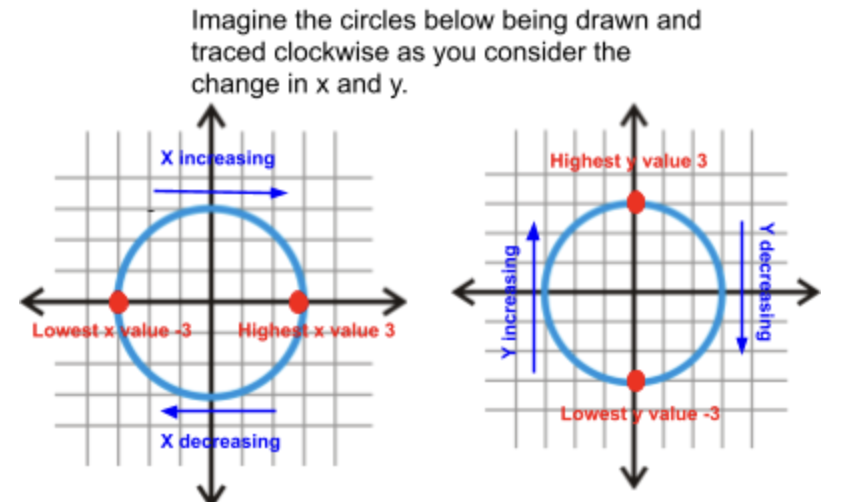 Imagine the circles below being drawn and
traced clockwise as you consider the
change in x and y.
X increasing
Lowest x value -3
Highest x value 3
X decreasing
Highest y value 3
Y increasing
Y decreasing
Lowest y value -3